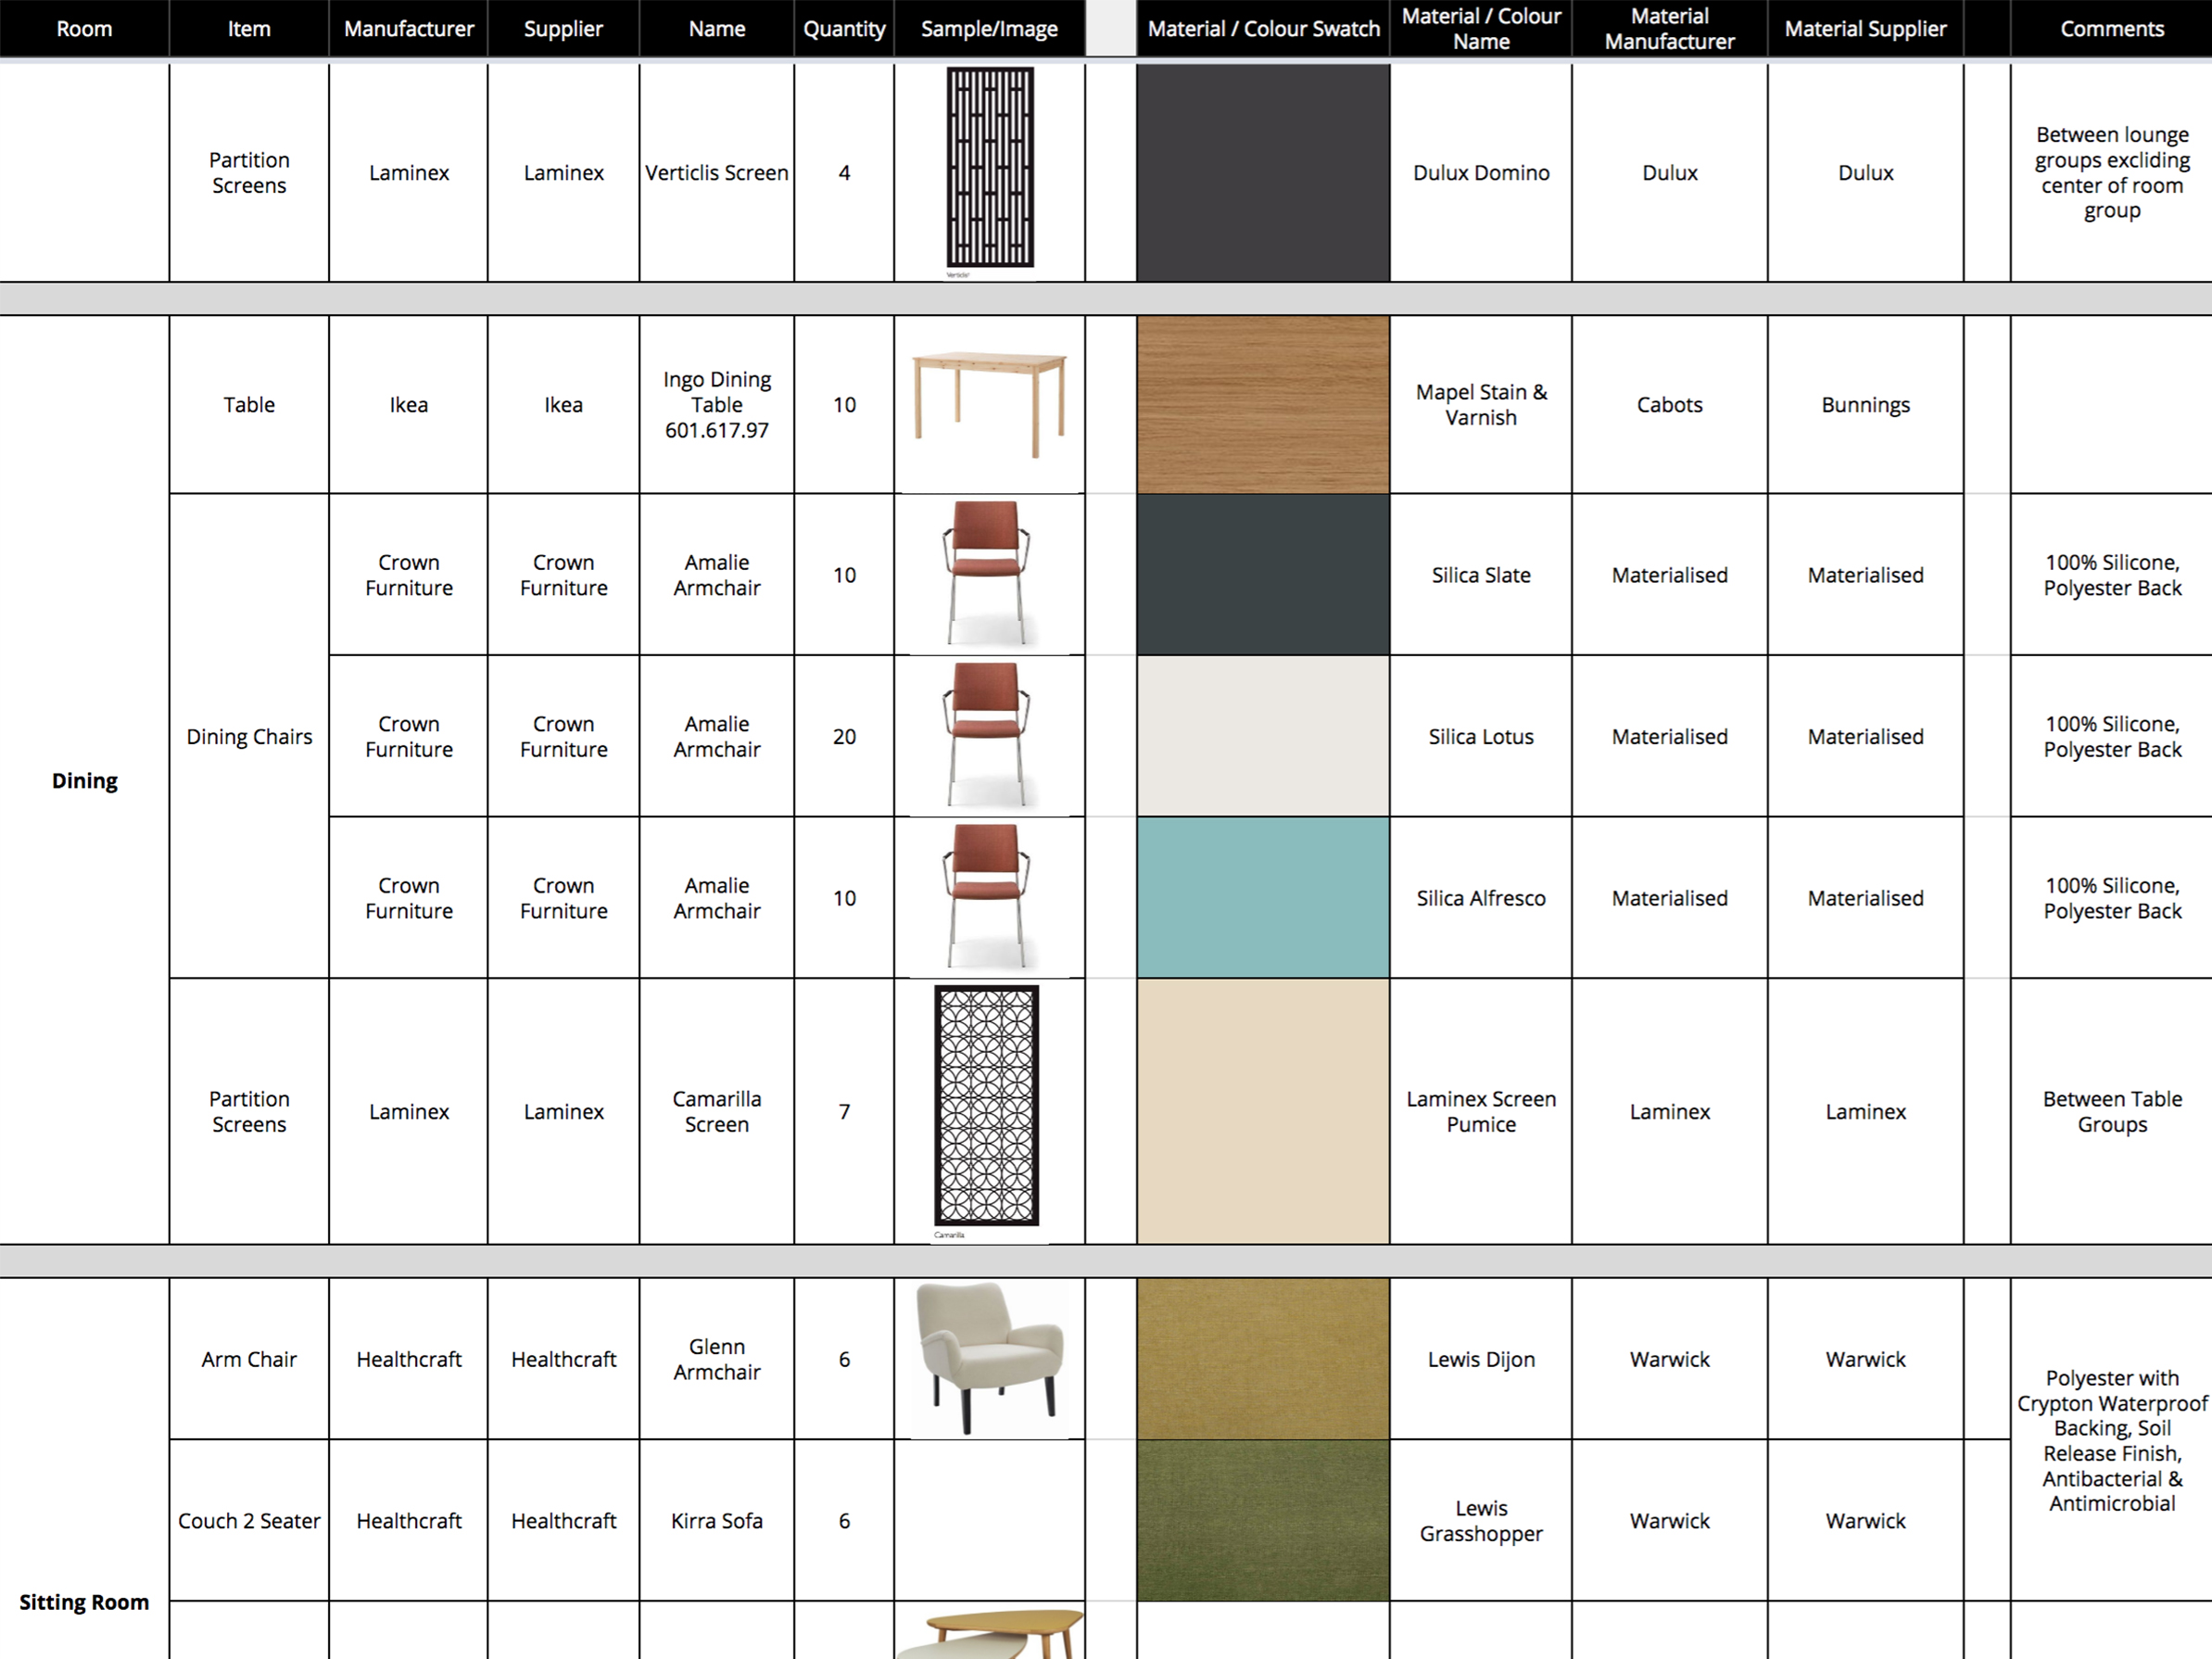 Room Item Manufacturer Supplier Name Quantity Sample/Image Material / Colour Swatch Material / Colour Name Material Manufacturer Material Supplier Comments
Partition Screens Laminex Laminex Verticlis Screen 4 Dulux Domino Dulux Dulux Between lounge groups excliding center of room group
Dining
Table Ikea Ikea Ingo Dining Table 601.617.97 10 Mapel Stain & Varnish Cabots Bunnings
Dining Chairs
Crown Furniture Crown Furniture Amalie Armchair 10 Silica Slate Materialised Materialised 100% Silicone, Polyester Back
Crown Furniture Crown Furniture Amalie Armchair 20 Silica Lotus Materialised Materialised 100% Silicone, Polyester Back
Crown Furniture Crown Furniture Amalie Armchair 10 Silica Alfresco Materialised Materialised 100% Silicone, Polyester Back
Partition Screens Laminex Laminex Camarilla Screen 7 Camarilla Laminex Screen Pumice Laminex Laminex Between Table Groups
Sitting Room
Arm Chair Healthcraft Healthcraft Glenn Armchair 6 Lewis Dijon Warwick Warwick Polyester with Crypton Waterproof Backing, Soil Release Finish, Antibacterial & Antimicrobial
Couch 2 Seater Healthcraft Healthcraft Kirra Sofa 6 Lewis Grasshopper Warwick Warwick